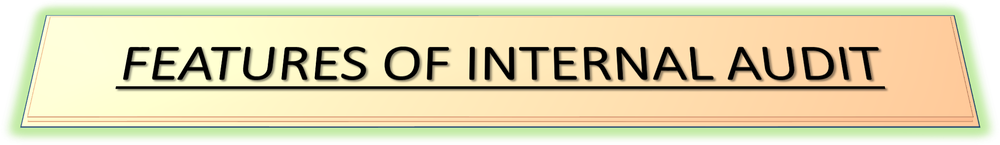 FEATURES OF INTERNAL AUDIT